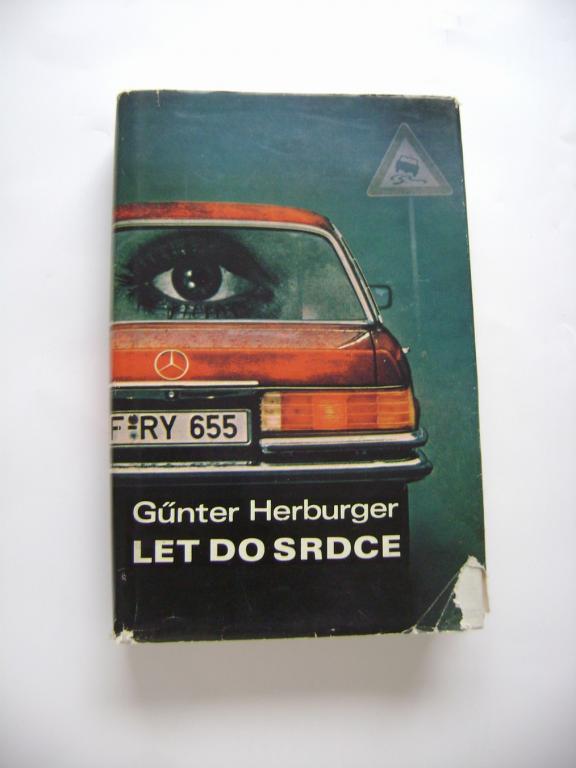 F RY 655
Gűnter Herburger
LET DO SRDCE